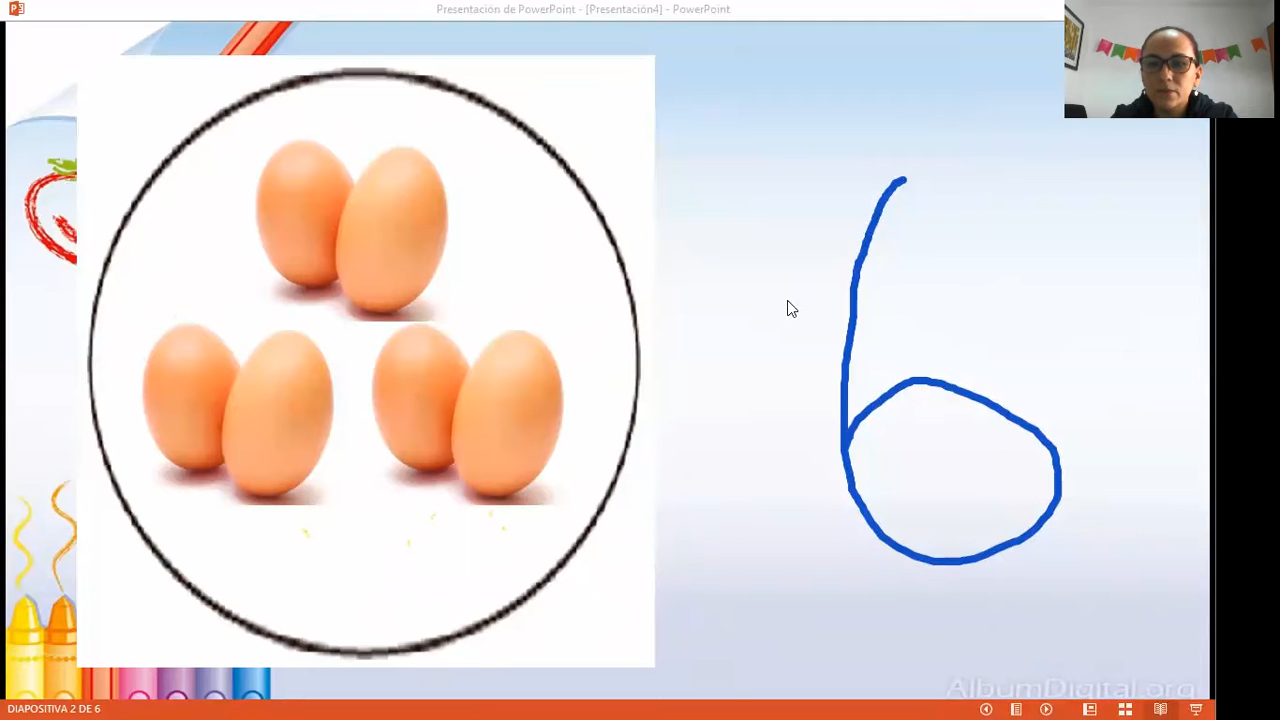 Presentación de PowerPoint - [Presentación4] - PowerPoint
6
AlbumDigital.org
DIAPOSITIVA 2 DE 6